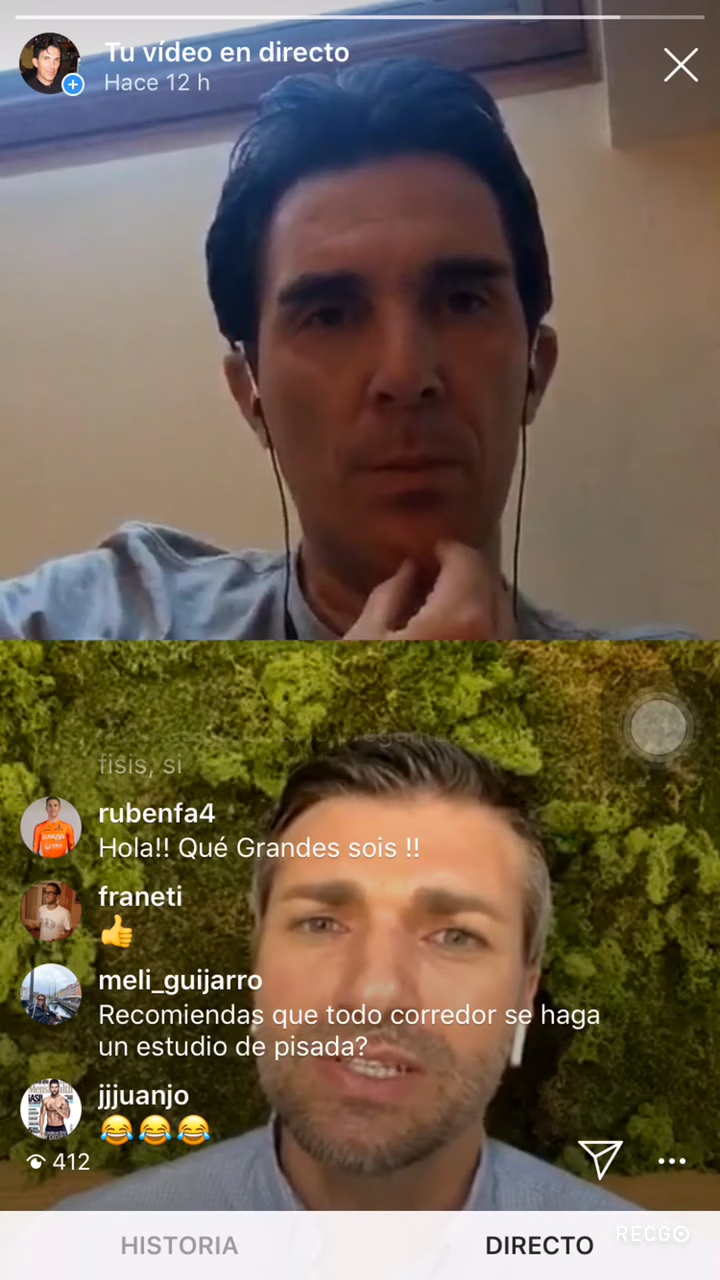 Tu vídeo en directo
Hace 12 h
fisis, si
rubenfa4
Hola!! Qué Grandes sois !!
franeti
👍
meli_guijarro
Recomiendas que todo corredor se haga
un estudio de pisada?
jjjuanjo
😂😂😂
412
HISTORIA
DIRECTO
RECGO